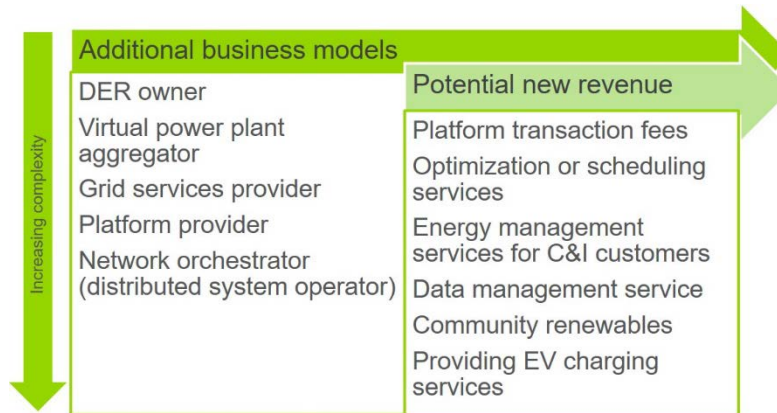 Additional business models
DER owner
Virtual power plant
aggregator
Grid services provider
Platform provider
Network orchestrator
(distributed system operator)
Potential new revenue
Platform transaction fees
Optimization or scheduling
services
Energy management
services for C&I customers
Data management service
Community renewables
Providing EV charging
services
Increasing complexity